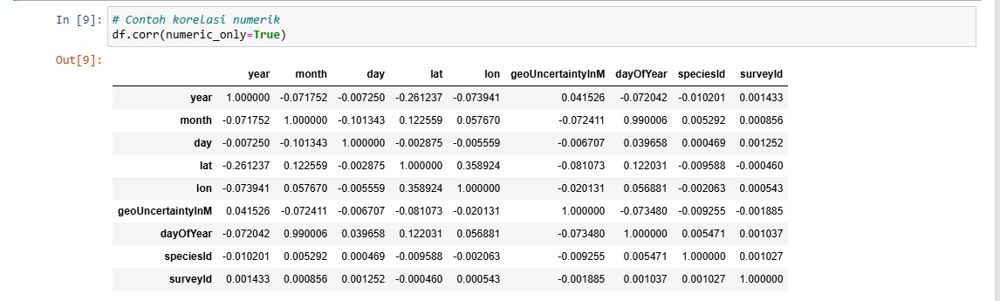 In [9]: # Contoh korelasi numerik
df.corr(numeric_only=True)
Out[9]:
year month day lat lon geoUncertaintyInM dayOfYear speciesId surveyId
year 1.000000 -0.071752 -0.007250 -0.261237 -0.073941 0.041526 -0.072042 -0.010201 0.001433
month -0.071752 1.000000 -0.101343 0.122559 0.057670 -0.072411 0.990006 0.005292 0.000856
day -0.007250 -0.101343 1.000000 -0.002875 -0.005559 -0.006707 0.039658 0.000469 0.001252
lat -0.261237 0.122559 -0.002875 1.000000 0.358924 -0.081073 0.122031 -0.009588 -0.000460
lon -0.073941 0.057670 -0.005559 0.358924 1.000000 -0.020131 0.056881 -0.002063 0.000543
geoUncertaintyInM 0.041526 -0.072411 -0.006707 -0.081073 -0.020131 1.000000 -0.073480 -0.009255 -0.001885
dayOfYear -0.072042 0.990006 0.039658 0.122031 0.056881 -0.073480 1.000000 0.005471 0.001037
speciesId -0.010201 0.005292 0.000469 -0.009588 -0.002063 -0.009255 0.005471 1.000000 0.001027
surveyId 0.001433 0.000856 0.001252 -0.000460 0.000543 -0.001885 0.001037 0.001027 1.000000